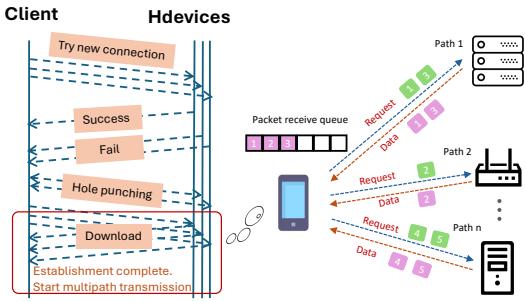 Client
Hdevices
Try new connection
Success
Fail
Hole punching
Download
Establishment complete.
Start multipath transmission
Packet receive queue
1 2 3
Path 1
Request
1 3
Data
1 3
Path 2
Request
2
Data
2
Path n
Request
4 5
Data
4 5